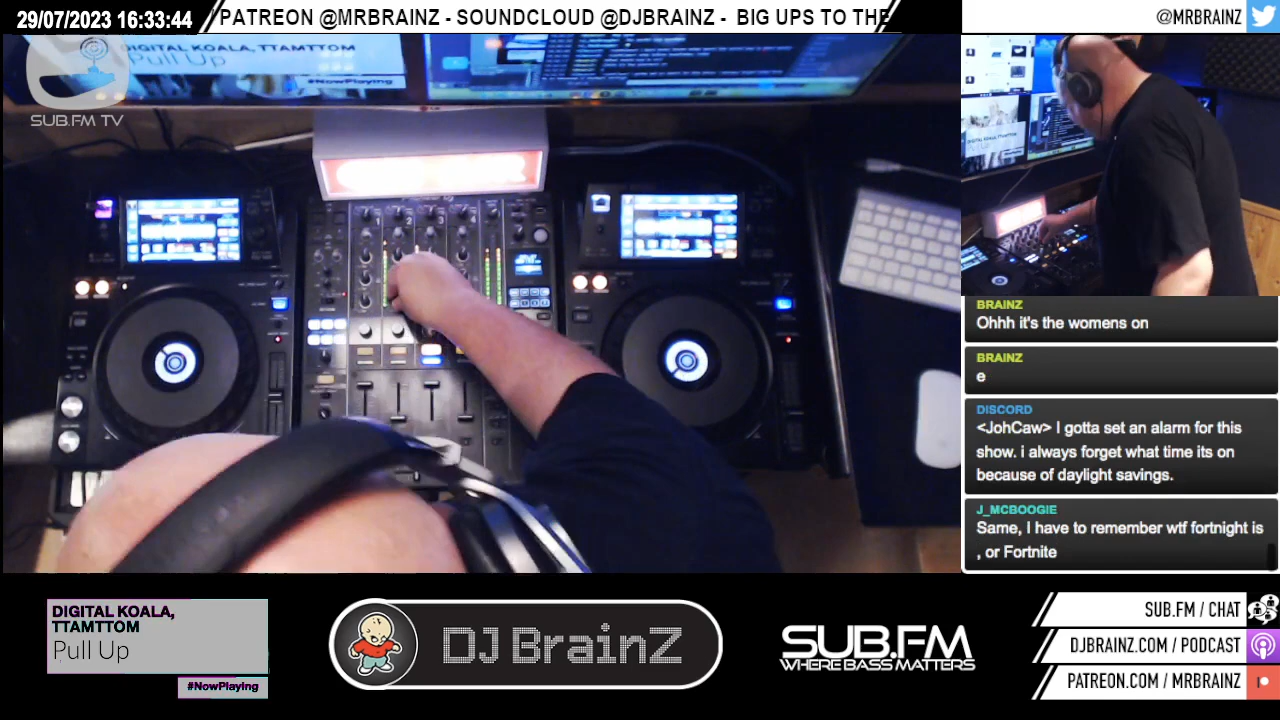 29/07/2023 16:33:44
/ PATREON @MRBRAINZ - SOUNDCLOUD @DJBRAINZ - BIG UPS TO THE
@MRBRAINZ
DIGITAL KOALA, TTAMTTOM
Pull Up
#NowPlaying
SUB.FM TV
BRAINZ
Ohhh it's the womens on
BRAINZ
e
DISCORD
<JohCaw> I gotta set an alarm for this
show. i always forget what time its on
because of daylight savings.
J_MCBOOGIE
Same, I have to remember wtf fortnight is
, or Fortnite
DIGITAL KOALA,
TTAMTTOM
Pull Up
#NowPlaying
DJ BrainZ
SUB.FM
WHERE BASS MATTERS
SUB.FM / CHAT
DJBRAINZ.COM / PODCAST
PATREON.COM / MRBRAINZ